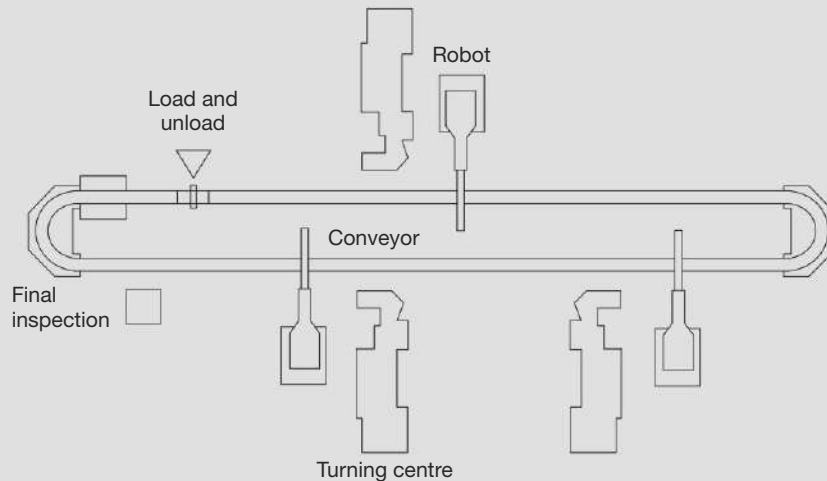 Robot
Load and
unload
Conveyor
Final
inspection
Turning centre